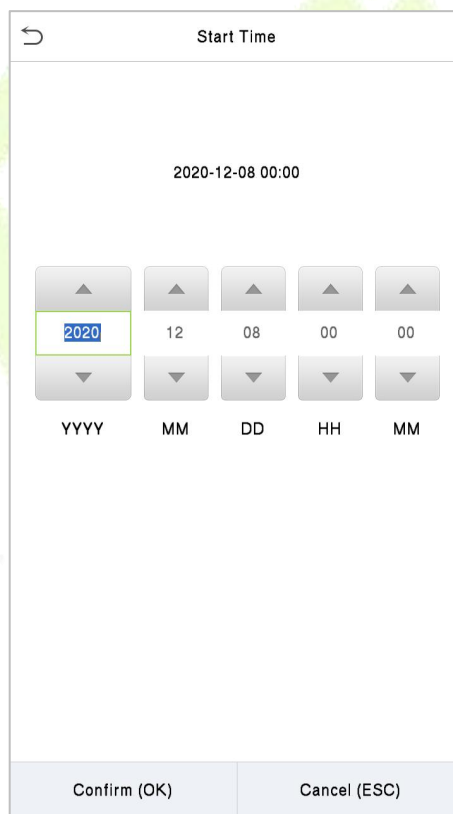 Start Time
2020-12-08 00:00
2020 12 08 00 00
YYYY MM DD HH MM
Confirm (OK) Cancel (ESC)